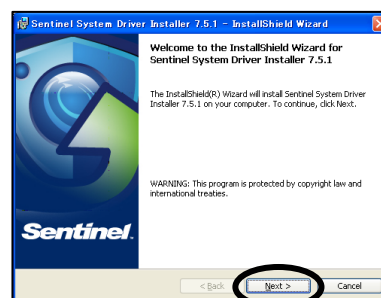 Sentinel System Driver Installer 7.5.1 - InstallShield Wizard
Welcome to the InstallShield Wizard for
Sentinel System Driver Installer 7.5.1
The InstallShield(R) Wizard will install Sentinel System Driver
Installer 7.5.1 on your computer. To continue, click Next.
WARNING: This program is protected by copyright law and
international treaties.
Sentinel.
< Back
Next >
Cancel